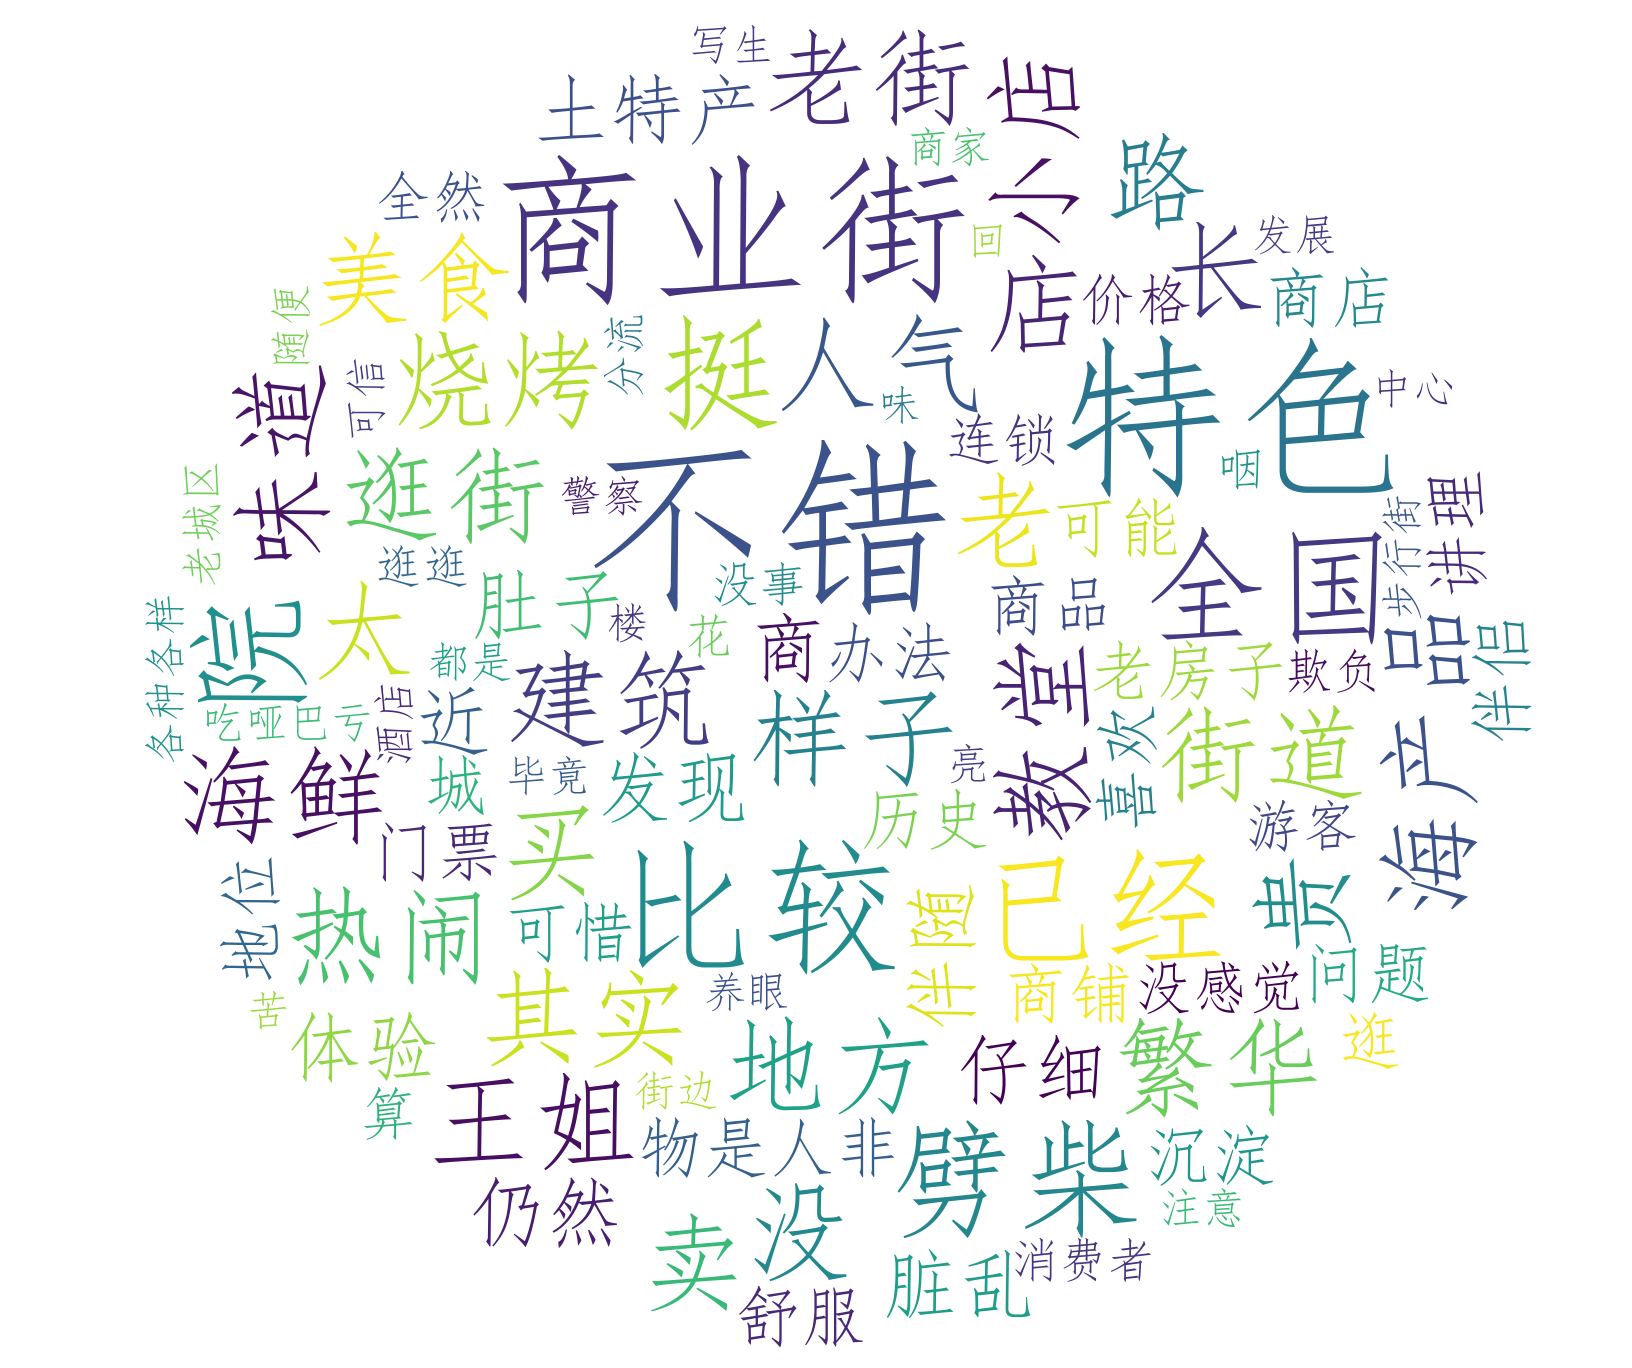 写生
老街
小店
土特产
商家
路
商业街
全然
回
发展
长
美食
店
价格
商店
随便
烧烤
分流
挺
人气
特色
中心
可信
味道
味
连锁
逛街
警察
不错
老
可能
咽
老城区
讲理
步行街
全国
逛逛
肚子
没事
商品
院
太
楼
花
商
办法
教堂
老房子
欺负
品
伴侣
各种各样
都是
建筑
吃哑巴亏
酒店
近
样子
喜欢
街道
海产
海鲜
城
毕竟
发现
亮
历史
游客
门票
买
比较
已经
贵
地位
热闹
可惜
伴随
商铺
没感觉
问题
苦
体验
其实
养眼
地方
仔细
繁华
逛
算
王姐
街边
物是人非
劈柴
沉淀
仍然
卖
没
注意
脏乱
消费者
舒服